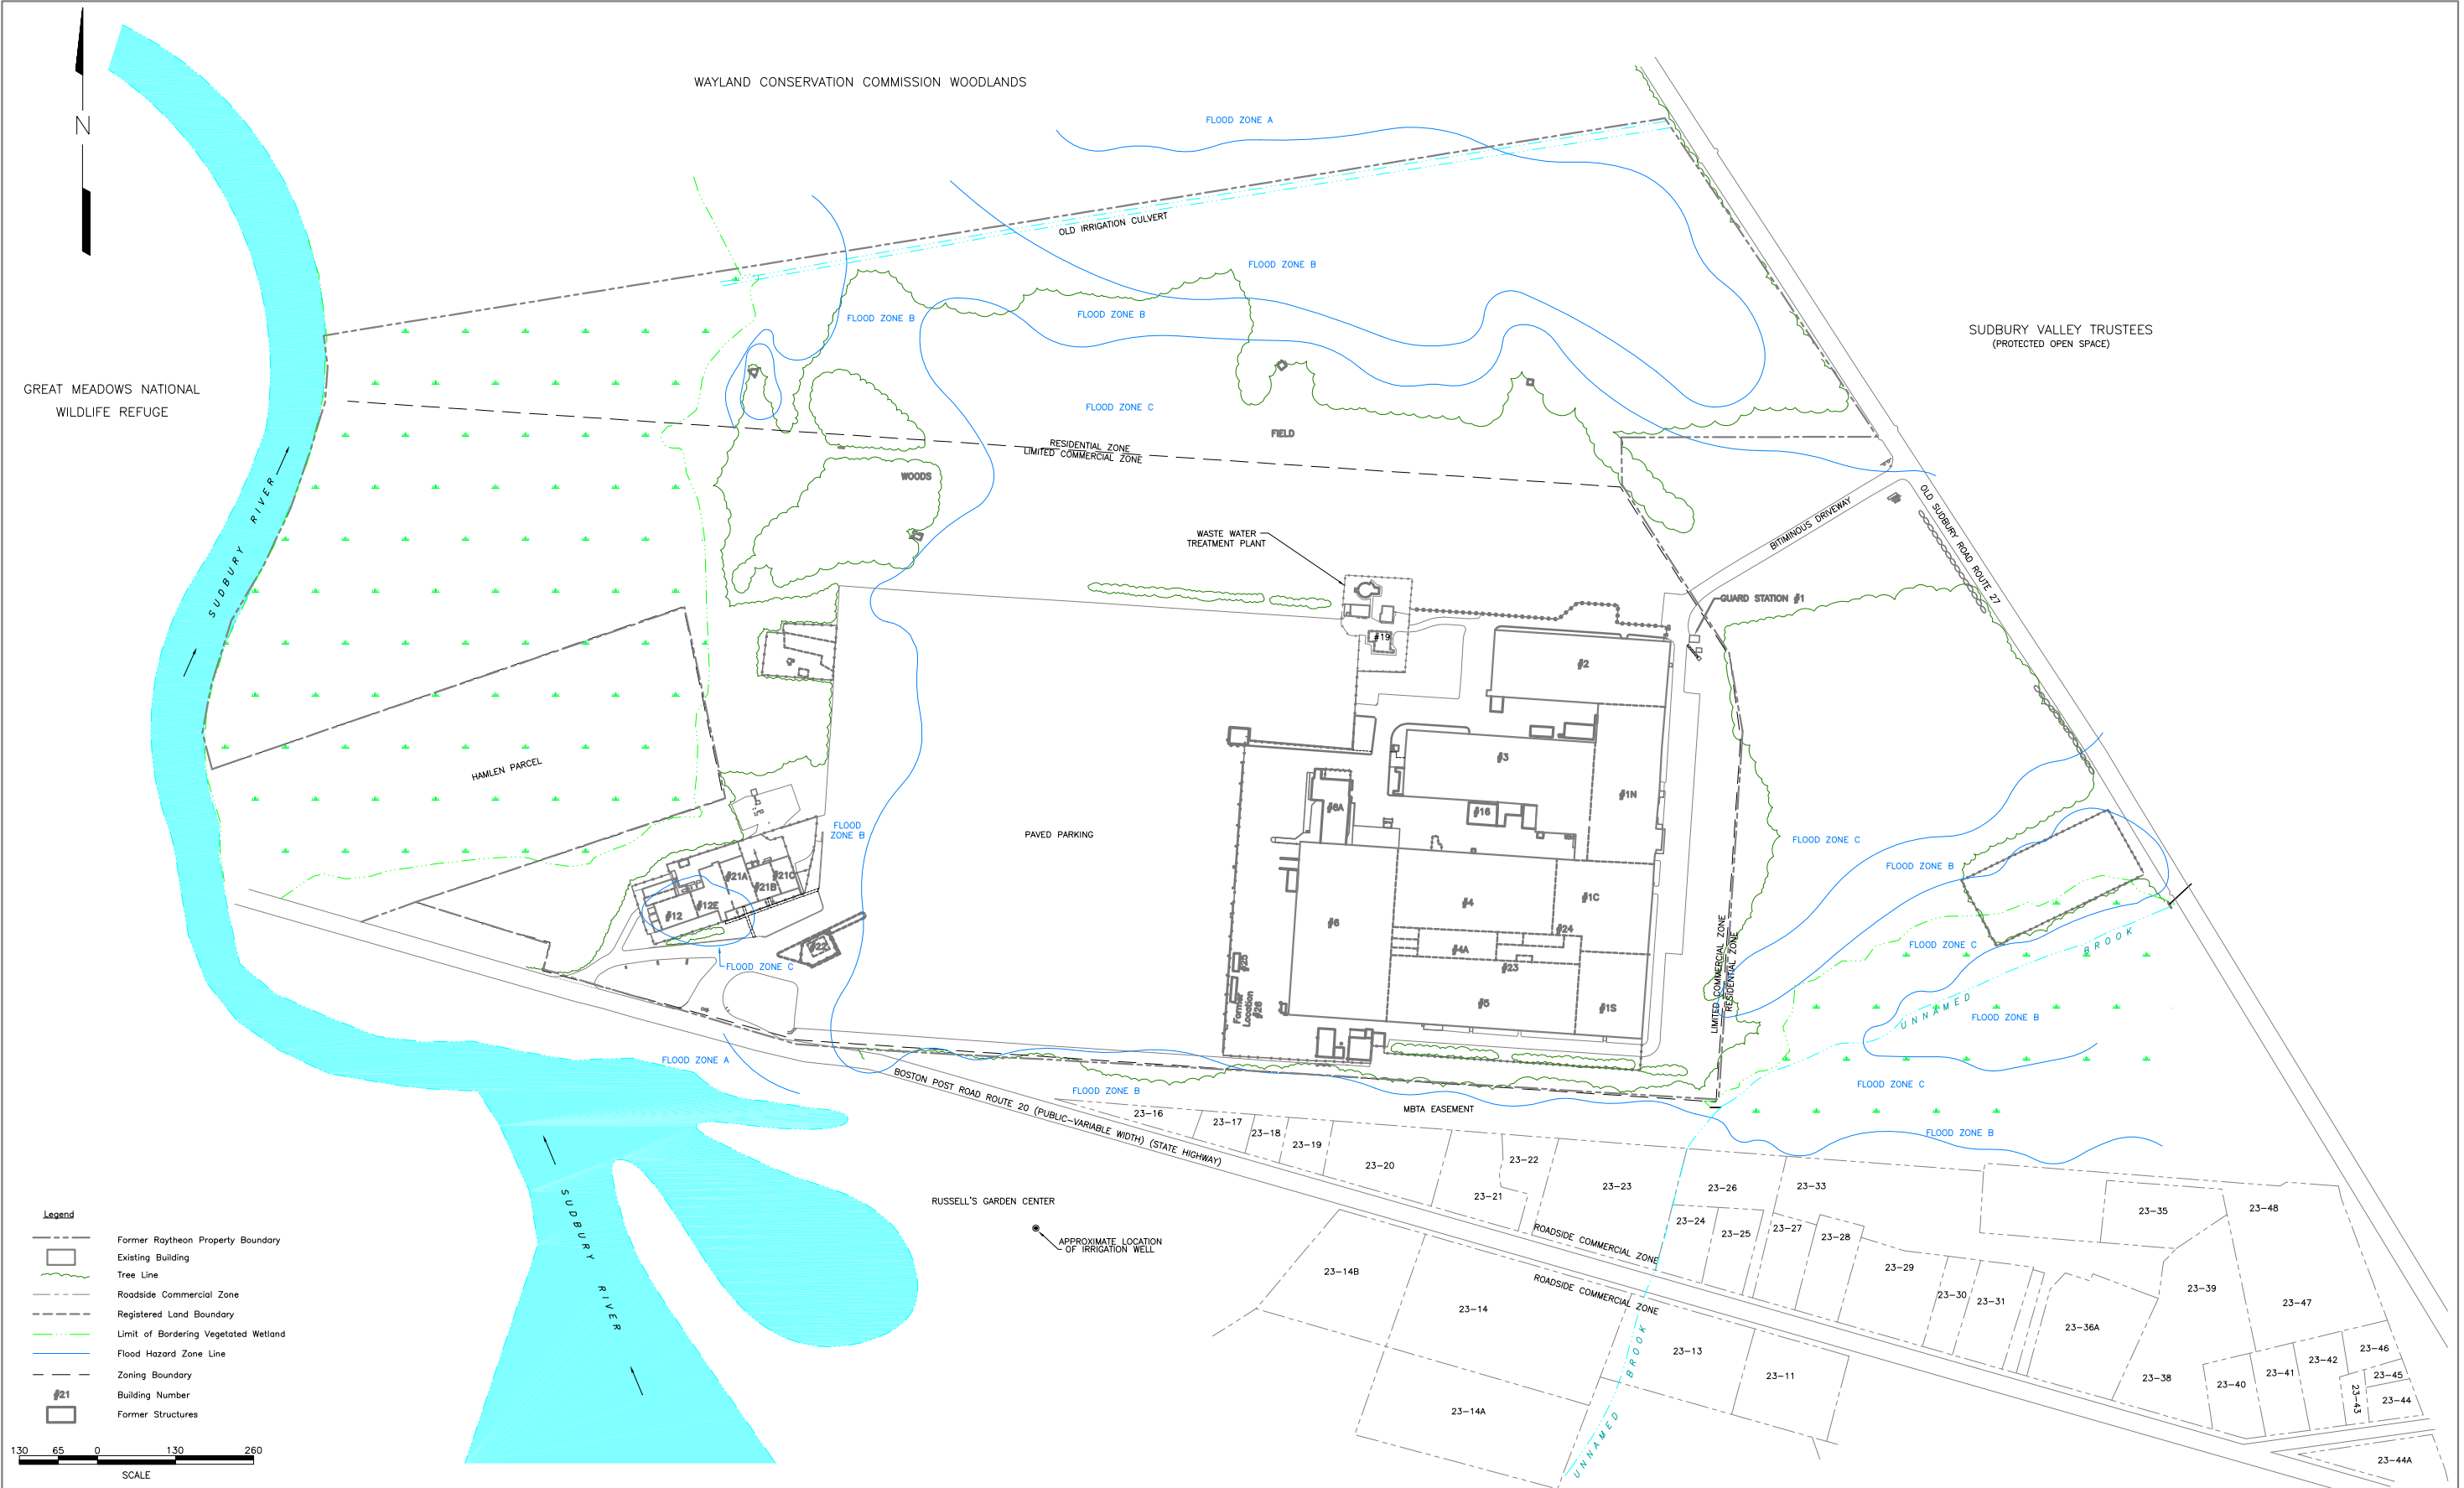 WAYLAND CONSERVATION COMMISSION WOODLANDS
N
FLOOD ZONE A
OLD IRRIGATION CULVERT
FLOOD ZONE B
FLOOD ZONE B
FLOOD ZONE B
SUDBURY VALLEY TRUSTEES
(PROTECTED OPEN SPACE)
GREAT MEADOWS NATIONAL
WILDLIFE REFUGE
FLOOD ZONE C
FIELD
RESIDENTIAL ZONE
LIMITED COMMERCIAL ZONE
WOODS
SUDBURY RIVER
WASTE WATER
TREATMENT PLANT
BITIMINOUS DRIVEWAY
OLD SUDBURY ROAD ROUTE 27
GUARD STATION #1
#19
#2
HAMLEN PARCEL
#3
#1N
#8A
#16
PAVED PARKING
FLOOD
ZONE B
FLOOD ZONE C
FLOOD ZONE B
#21A
#21B
#21C
#12
#12E
#22
#6
#4
#1C
#24
#4A
#23
#5
#1S
#25
Former
Location
#26
LIMITED COMMERCIAL ZONE
RESIDENTIAL ZONE
FLOOD ZONE C
FLOOD ZONE C
UNNAMED BROOK
FLOOD ZONE B
FLOOD ZONE A
FLOOD ZONE B
FLOOD ZONE C
BOSTON POST ROAD ROUTE 20 (PUBLIC-VARIABLE WIDTH) (STATE HIGHWAY)
MBTA EASEMENT
FLOOD ZONE B
23-16
23-17
23-18
23-19
23-20
23-21
23-22
23-23
23-26
23-33
23-24
23-25
23-27
23-28
23-29
23-30
23-31
23-35
23-48
23-39
23-47
23-36A
23-38
23-40
23-41
23-42
23-43
23-46
23-45
23-44
23-44A
RUSSELL'S GARDEN CENTER
APPROXIMATE LOCATION
OF IRRIGATION WELL
ROADSIDE COMMERCIAL ZONE
ROADSIDE COMMERCIAL ZONE
23-14B
23-14
23-14A
23-13
23-11
UNNAMED BROOK
SUDBURY RIVER
Legend
Former Raytheon Property Boundary
Existing Building
Tree Line
Roadside Commercial Zone
Registered Land Boundary
Limit of Bordering Vegetated Wetland
Flood Hazard Zone Line
Zoning Boundary
#21 Building Number
Former Structures
130 65 0 130 260
SCALE